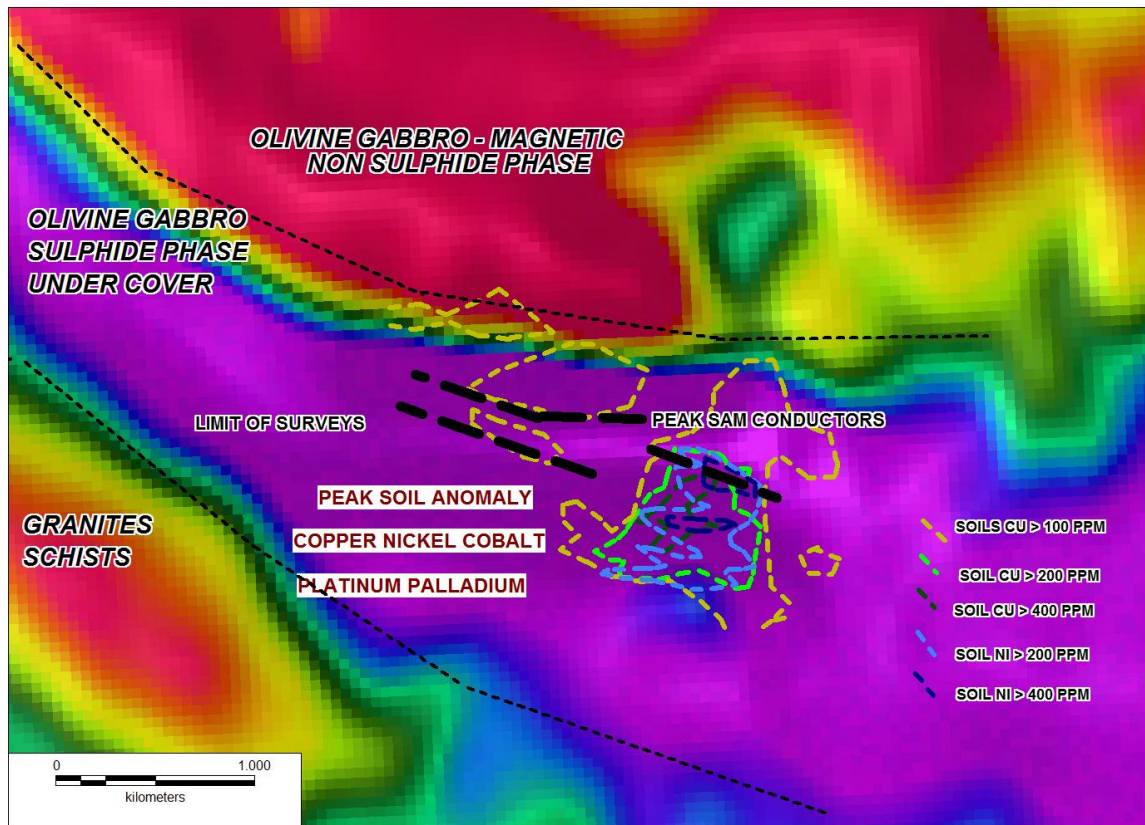 OLIVINE GABBRO - MAGNETIC
NON SULPHIDE PHASE
OLIVINE GABBRO
SULPHIDE PHASE
UNDER COVER
LIMIT OF SURVEYS
PEAK SAM CONDUCTORS
PEAK SOIL ANOMALY
COPPER NICKEL COBALT
PLATINUM PALLADIUM
GRANITES
SCHISTS
SOILS CU > 100 PPM
SOIL CU > 200 PPM
SOIL CU > 400 PPM
SOIL NI > 200 PPM
SOIL NI > 400 PPM
0 1.000
kilometers